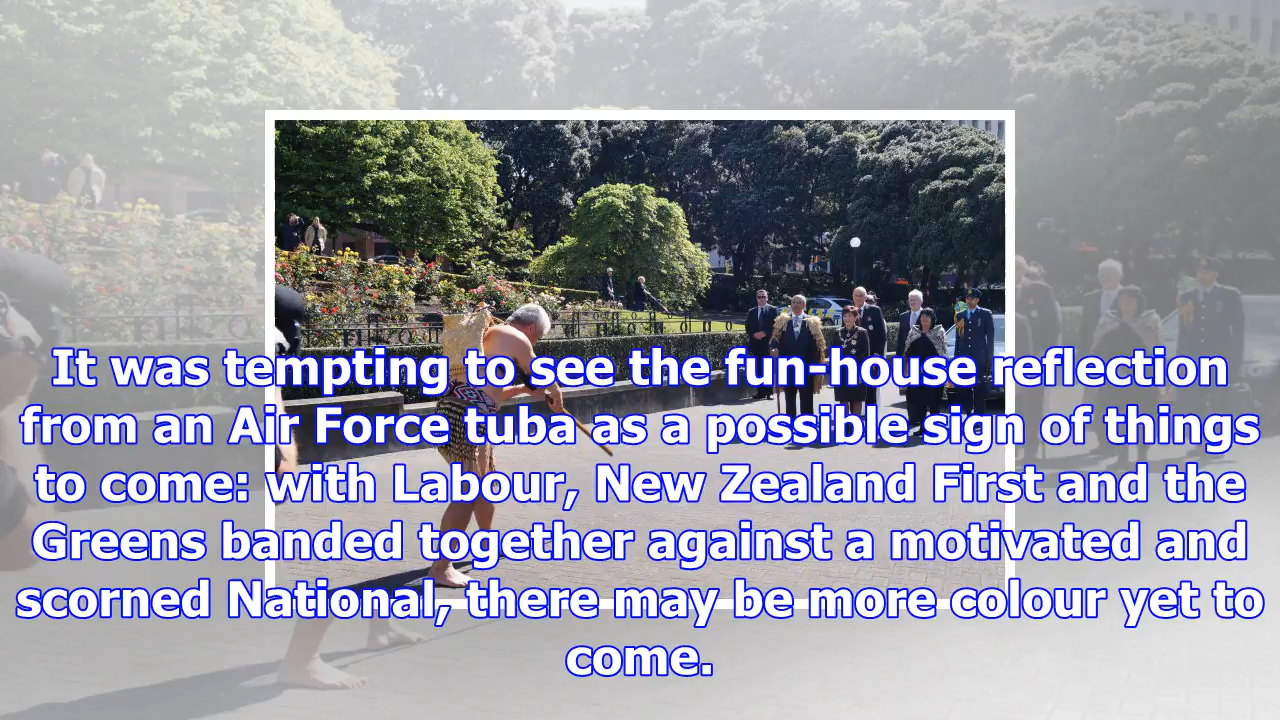 It was tempting to see the fun-house reflection
from an Air Force tuba as a possible sign of things
to come: with Labour, New Zealand First and the
Greens banded together against a motivated and
scorned National, there may be more colour yet to
come.